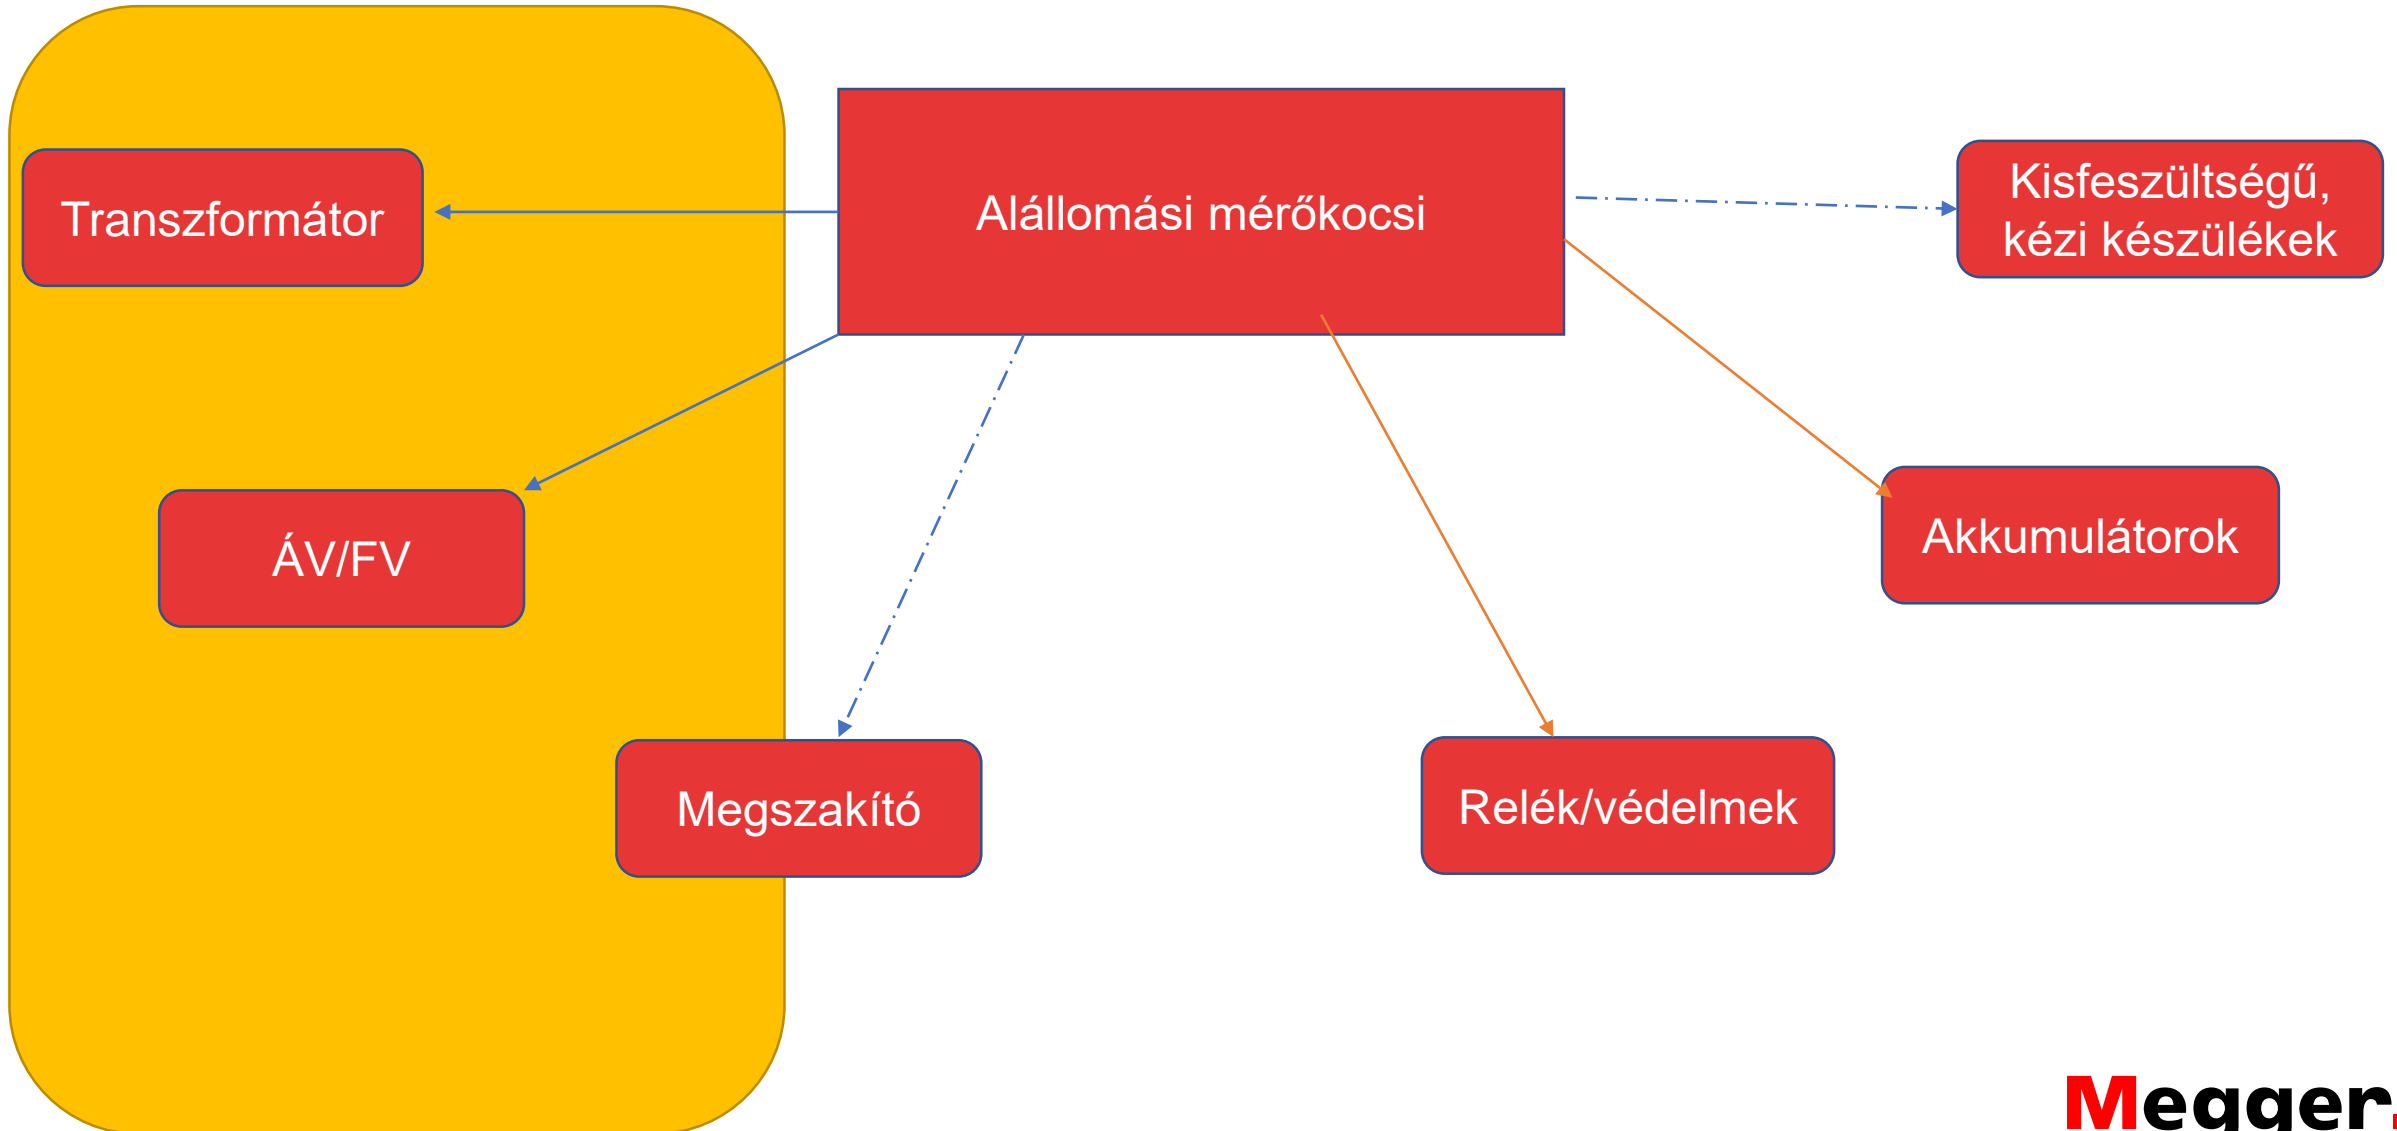 Alállomási mérőkocsi
Transzformátor
Kisfeszültségű,
kézi készülékek
ÁV/FV
Akkumulátorok
Megszakító
Relék/védelmek
Megger.